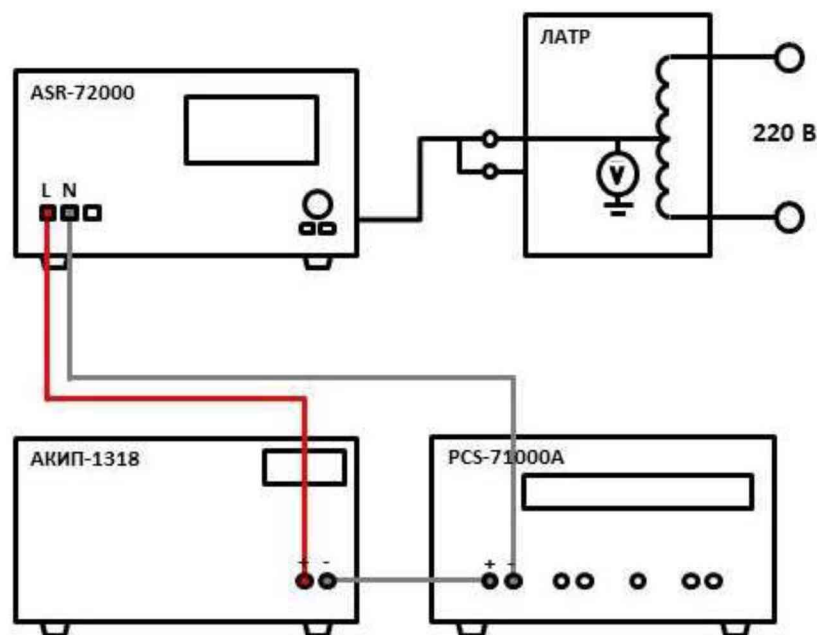 ЛАТР
ASR-72000
220 В
V
L N
АКИП-1318
PCS-71000A
+ -
+ -